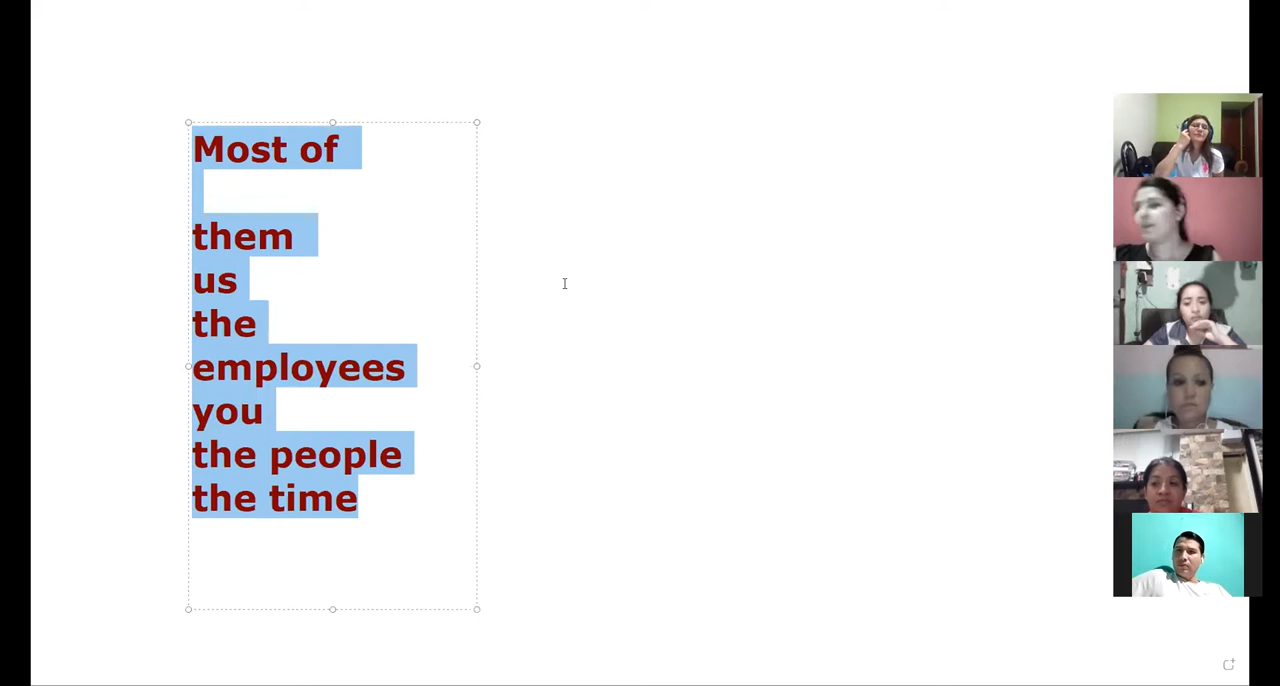 Most of
them
us
the
employees
you
the people
the time